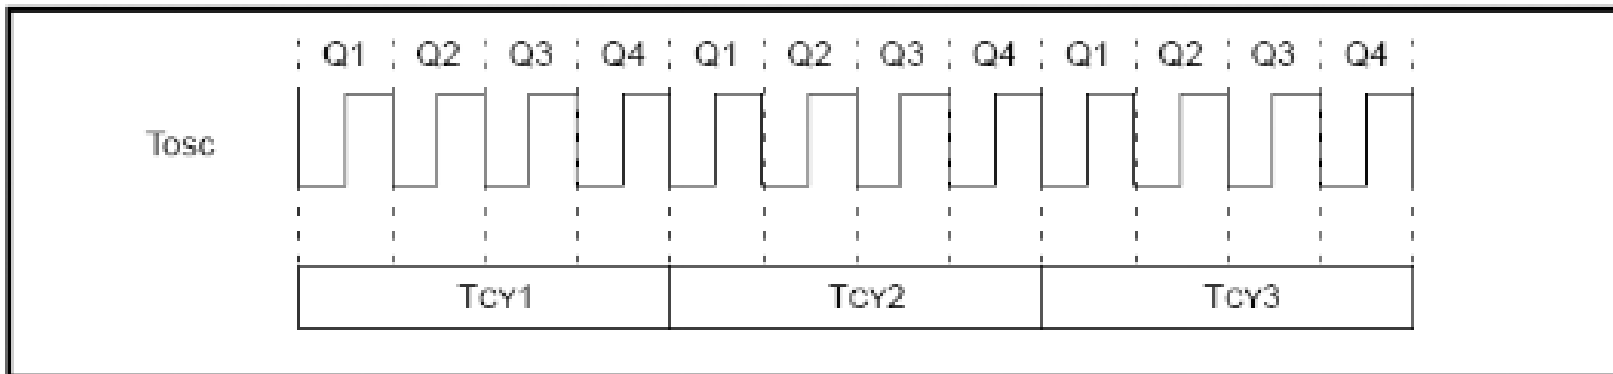 Q1 Q2 Q3 Q4 Q1 Q2 Q3 Q4 Q1 Q2 Q3 Q4
Tosc
TCY1 TCY2 TCY3